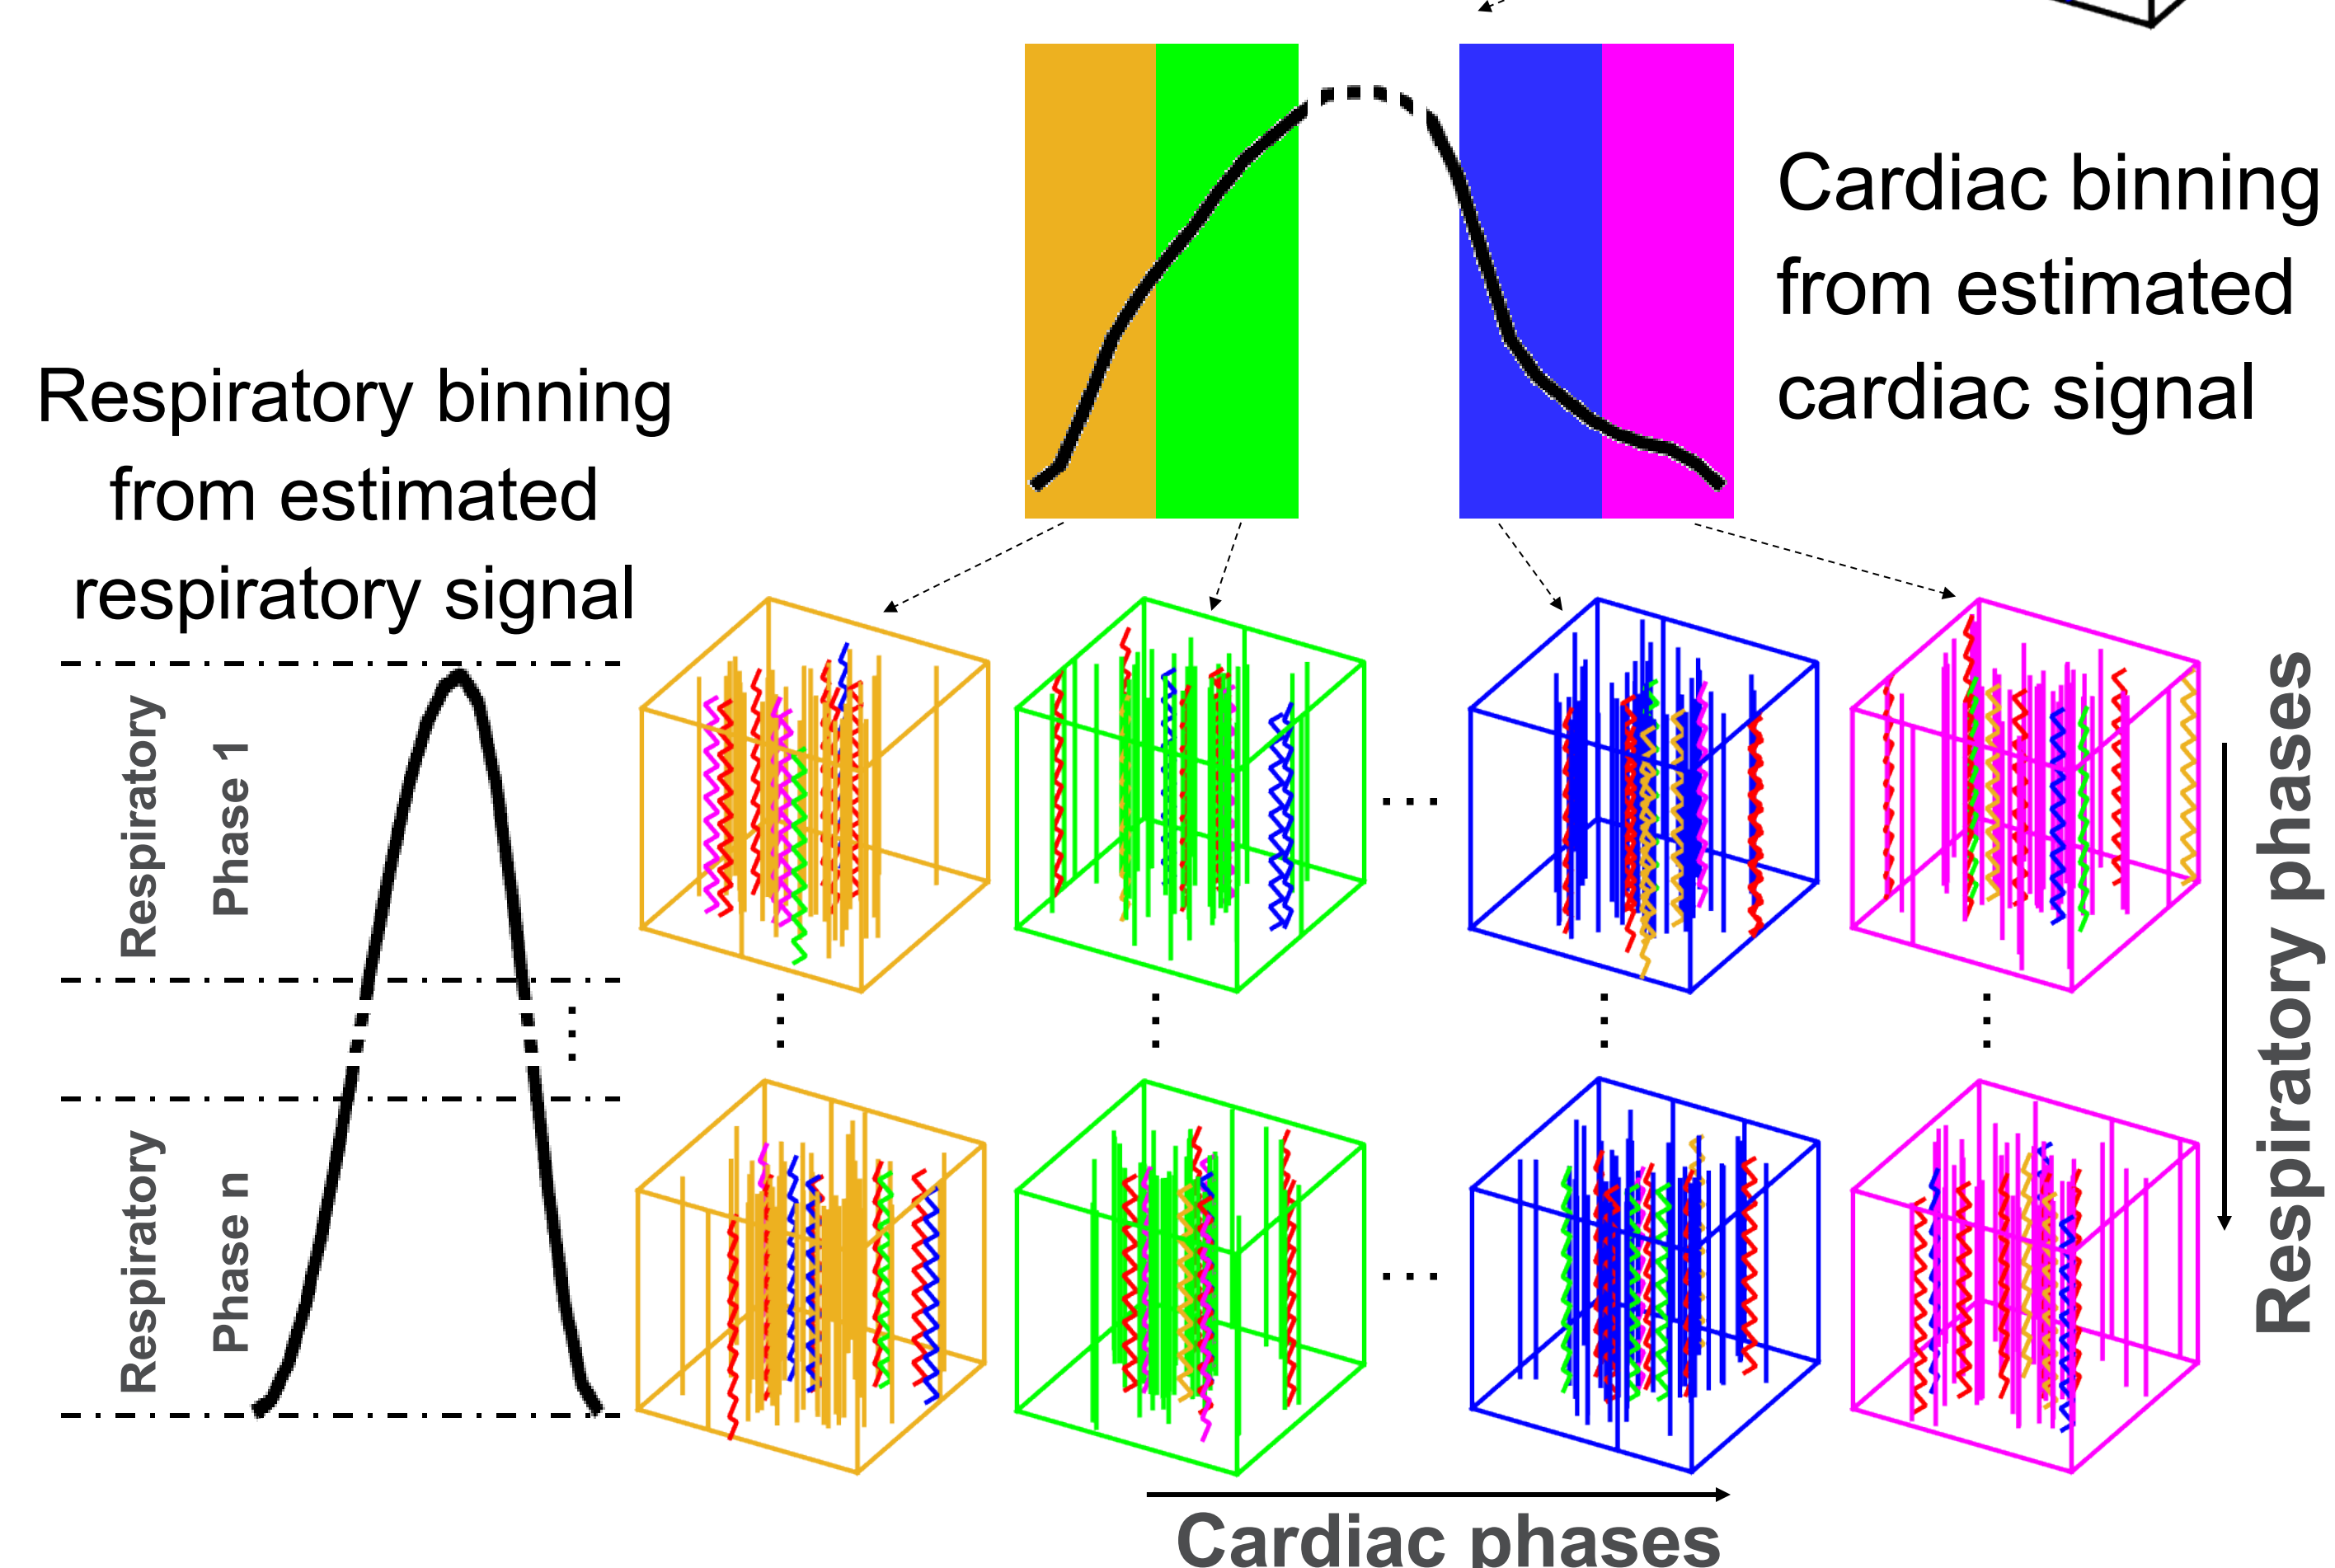 Cardiac binning
from estimated
cardiac signal
Respiratory binning
from estimated
respiratory signal
Respiratory
Phase 1
Respiratory
Phase n
Respiratory phases
Cardiac phases